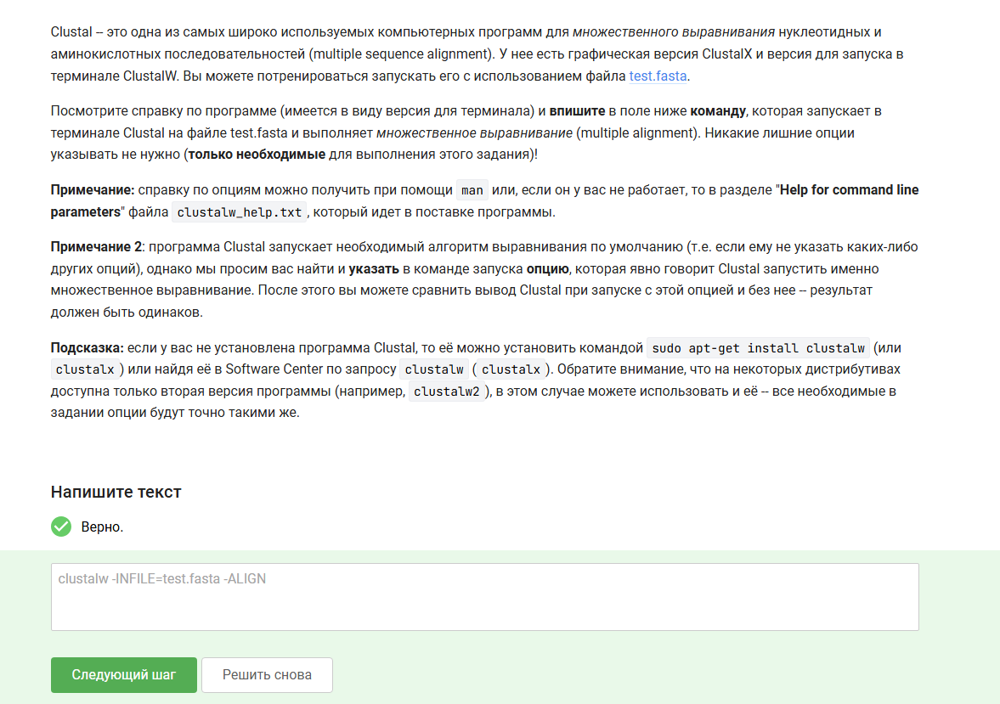 Clustal -- это одна из самых широко используемых компьютерных программ для множественного выравнивания нуклеотидных и
аминокислотных последовательностей (multiple sequence alignment). У нее есть графическая версия ClustalX и версия для запуска в
терминале ClustalW. Вы можете потренироваться запускать его с использованием файла test.fasta.
Посмотрите справку по программе (имеется в виду версия для терминала) и впишите в поле ниже команду, которая запускает в
терминале Clustal на файле test.fasta и выполняет множественное выравнивание (multiple alignment). Никакие лишние опции
указывать не нужно (только необходимые для выполнения этого задания)!
Примечание: справку по опциям можно получить при помощи man или, если он у вас не работает, то в разделе "Help for command line
parameters" файла clustalw_help.txt, который идет в поставке программы.
Примечание 2: программа Clustal запускает необходимый алгоритм выравнивания по умолчанию (т.е. если ему не указать каких-либо
других опций), однако мы просим вас найти и указать в команде запуска опцию, которая явно говорит Clustal запустить именно
множественное выравнивание. После этого вы можете сравнить вывод Clustal при запуске с этой опцией и без нее -- результат
должен быть одинаков.
Подсказка: если у вас не установлена программа Clustal, то её можно установить командой sudo apt-get install clustalw (или
clustalx) или найдя её в Software Center по запросу clustalw (clustalx). Обратите внимание, что на некоторых дистрибутивах
доступна только вторая версия программы (например, clustalw2), в этом случае можете использовать и её -- все необходимые в
задании опции будут точно такими же.
Напишите текст
Верно.
clustalw -INFILE=test.fasta -ALIGN
Следующий шаг
Решить снова